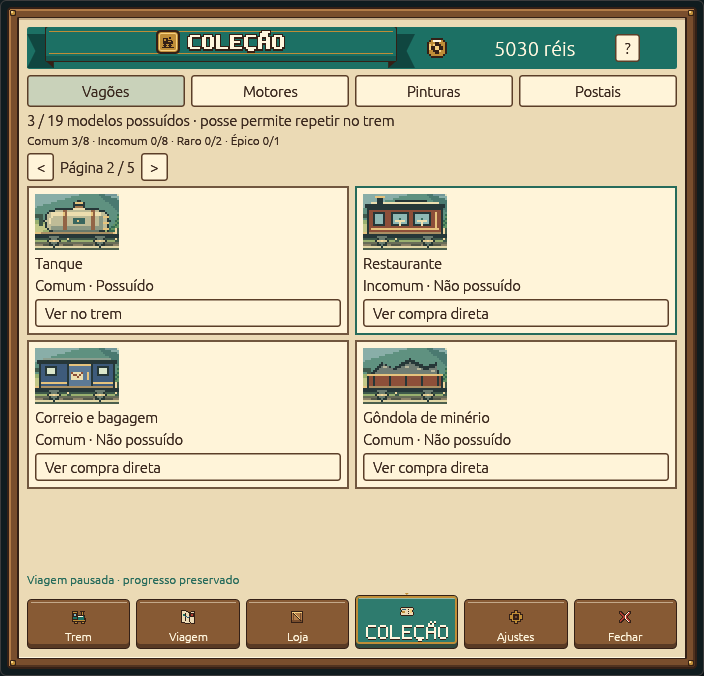 COLEÇÃO
5030 réis
?
Vagões
Motores
Pinturas
Postais
3 / 19 modelos possuídos · posse permite repetir no trem
Comum 3/8 · Incomum 0/8 · Raro 0/2 · Épico 0/1
<
Página 2 / 5
>
Tanque
Comum · Possuído
Ver no trem
Restaurante
Incomum · Não possuído
Ver compra direta
Correio e bagagem
Comum · Não possuído
Ver compra direta
Gôndola de minério
Comum · Não possuído
Ver compra direta
Viagem pausada · progresso preservado
Trem
Viagem
Loja
COLEÇÃO
Ajustes
Fechar